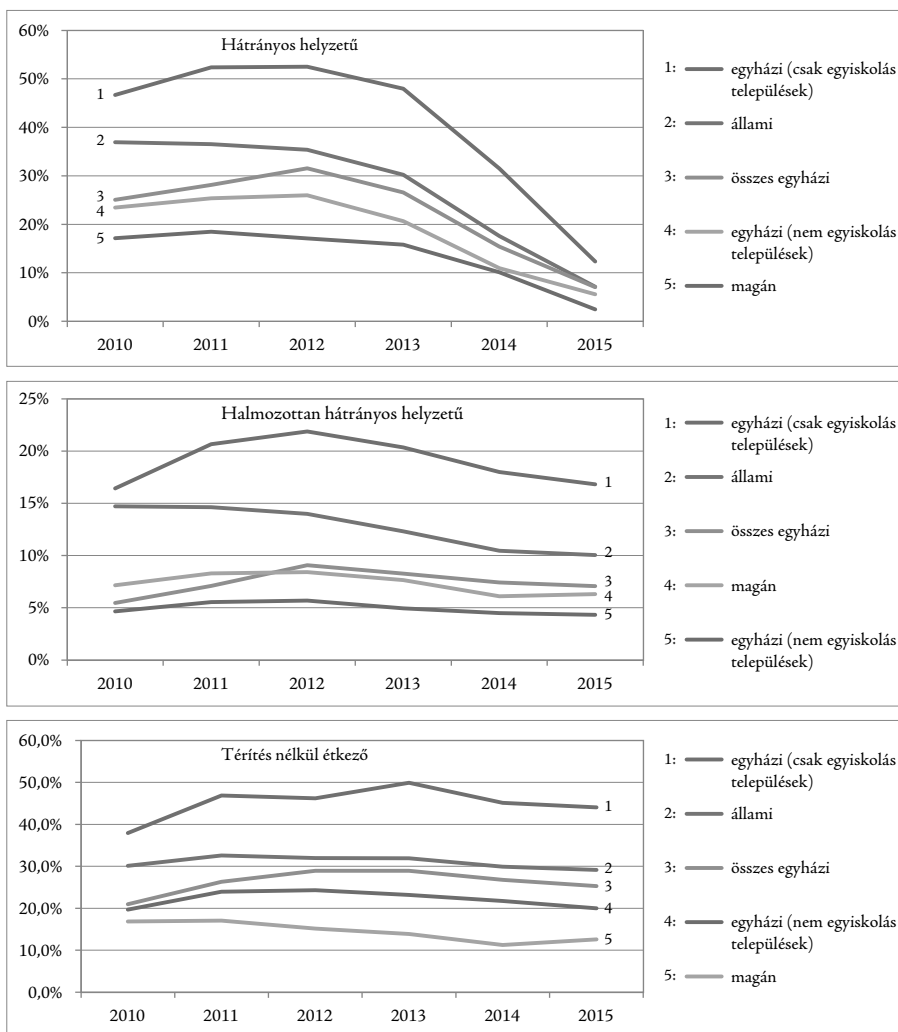 Hátrányos helyzetű
60%
50%
40%
30%
20%
10%
0%
1
2
3
4
5
2010 2011 2012 2013 2014 2015
1: egyházi (csak egyiskolás
települések)
2: állami
3: összes egyházi
4: egyházi (nem egyiskolás
települések)
5: magán
Halmozottan hátrányos helyzetű
25%
20%
15%
10%
5%
0%
1
2
3
4
5
2010 2011 2012 2013 2014 2015
1: egyházi (csak egyiskolás
települések)
2: állami
3: összes egyházi
4: magán
5: egyházi (nem egyiskolás
települések)
Térítés nélkül étkező
60,0%
50,0%
40,0%
30,0%
20,0%
10,0%
0,0%
1
2
3
4
5
2010 2011 2012 2013 2014 2015
1: egyházi (csak egyiskolás
települések)
2: állami
3: összes egyházi
4: egyházi (nem egyiskolás
települések)
5: magán